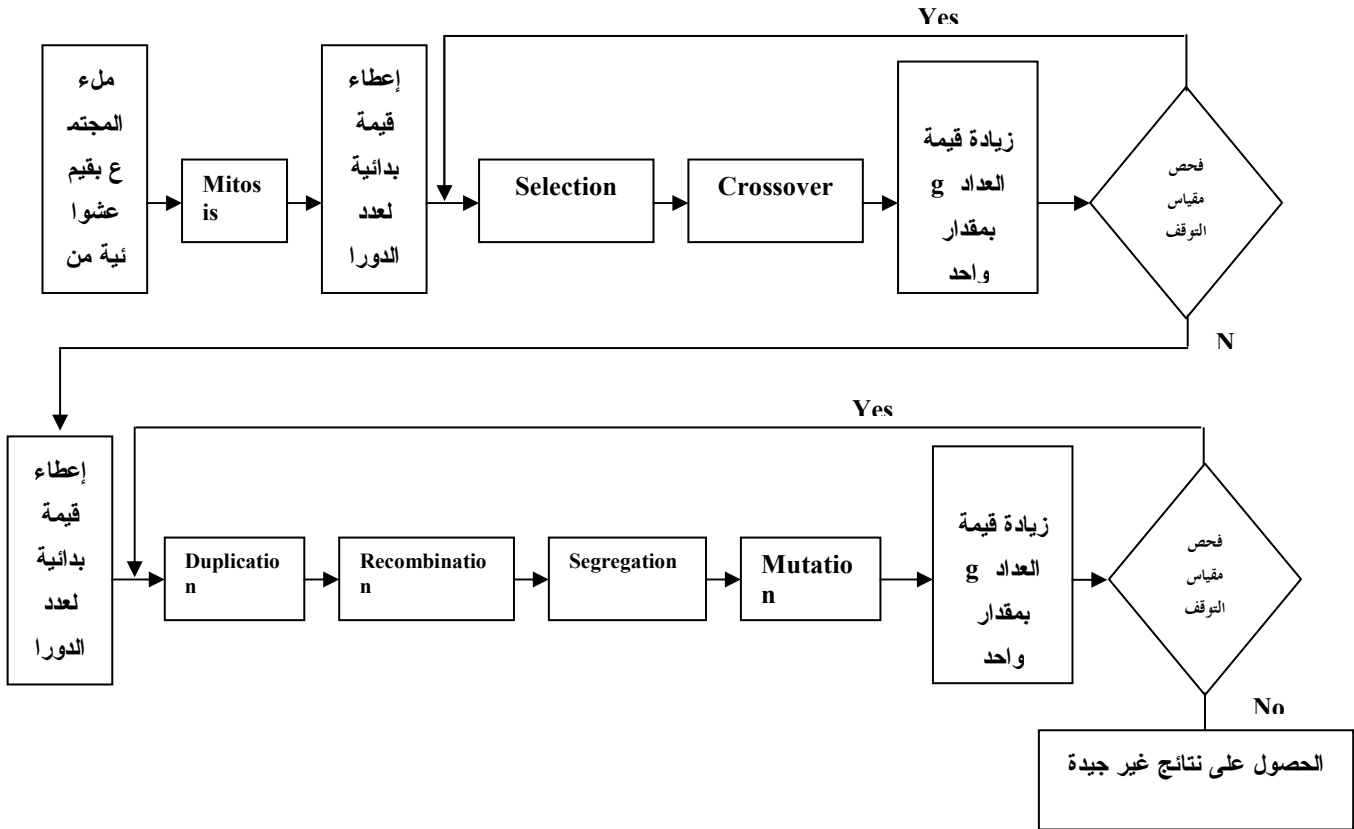 Yes
ملء
المجتم
ع بقيم
عشوا
ئية من
Mitos
is
إعطاء
قيمة
بدائية
لعدد
الدورا
Selection
Crossover
زيادة قيمة
العداد g
بمقدار
واحد
فحص
مقياس
التوقف
N
Yes
إعطاء
قيمة
بدائية
لعدد
الدورا
Duplicatio
n
Recombinatio
n
Segregation
Mutatio
n
زيادة قيمة
العداد g
بمقدار
واحد
فحص
مقياس
التوقف
No
الحصول على نتائج غير جيدة